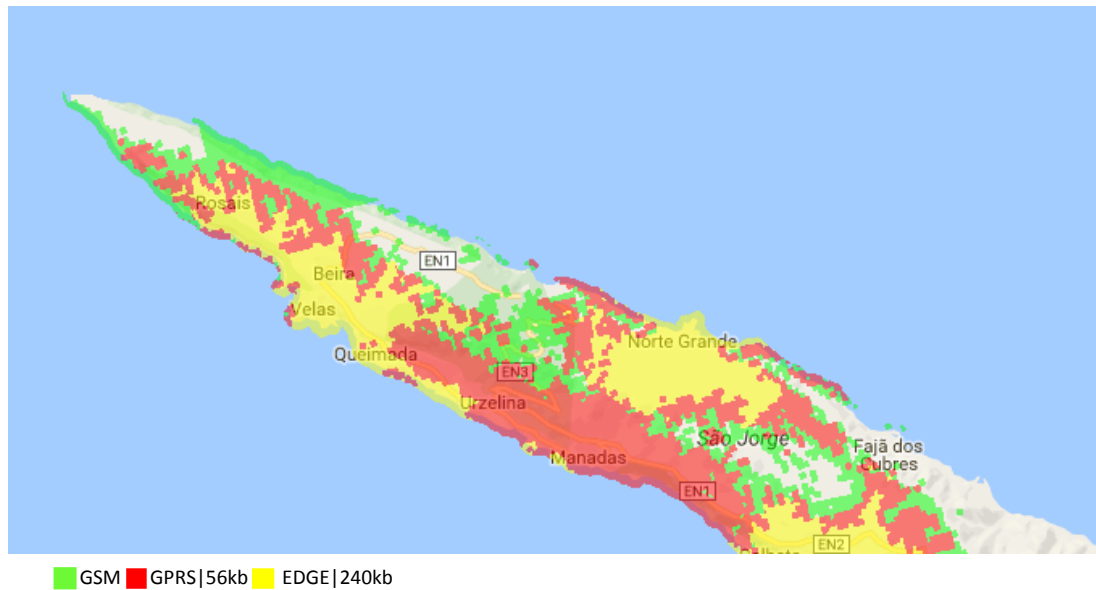 Rosais
EN1
Beira
Velas
Norte Grande
Queimada
EN3
Urzelina
São Jorge
Fajã dos
Cubres
Manadas
EN1
EN2
GSM GPRS|56kb EDGE|240kb